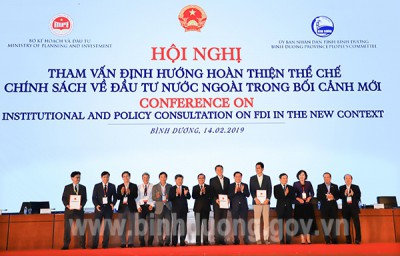 BỘ KẾ HOẠCH VÀ ĐẦU TƯ
MINISTRY OF PLANNING AND INVESTMENT
ỦY BAN NHÂN DÂN TỈNH BÌNH DƯƠNG
BINH DUONG PROVINCE PEOPLE'S COMMITTEE
HỘI NGHỊ
THAM VẤN ĐỊNH HƯỚNG HOÀN THIỆN THỂ CHẾ
CHÍNH SÁCH VỀ ĐẦU TƯ NƯỚC NGOÀI TRONG BỐI CẢNH MỚI
CONFERENCE ON
INSTITUTIONAL AND POLICY CONSULTATION ON FDI IN THE NEW CONTEXT
BÌNH DƯƠNG, 14.02.2019
www.binhduong.gov.vn